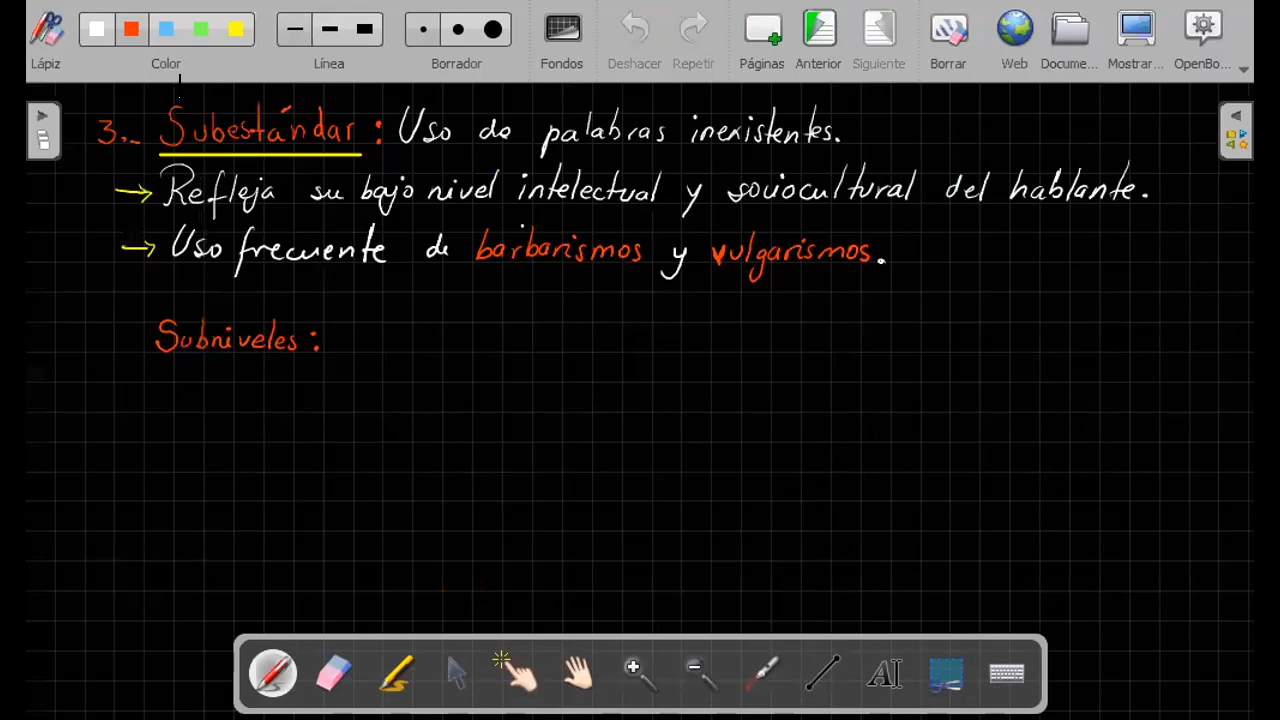 Lápiz Color Línea Borrador Fondos Deshacer Repetir Páginas Anterior Siguiente Borrar Web Docume... Mostrar... OpenBo...
3._ Subestándar: Uso de palabras inexistentes.
→ Refleja su bajo nivel intelectual y sociocultural del hablante.
→ Uso frecuente de barbarismos y vulgarismos.
Subniveles:
AI